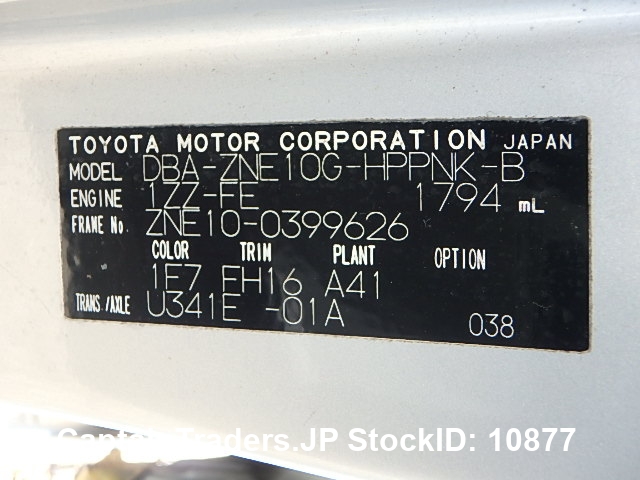 TOYOTA MOTOR CORPORATION JAPAN
MODEL DBA-ZNE10G-HPPNK-B
ENGINE 1ZZ-FE 1794 mL
FRAME No. ZNE10-0399626
COLOR TRIM PLANT OPTION
1E7 FH16 A41
TRANS./AXLE U341E -01A 038
Traders.JP StockID: 10877